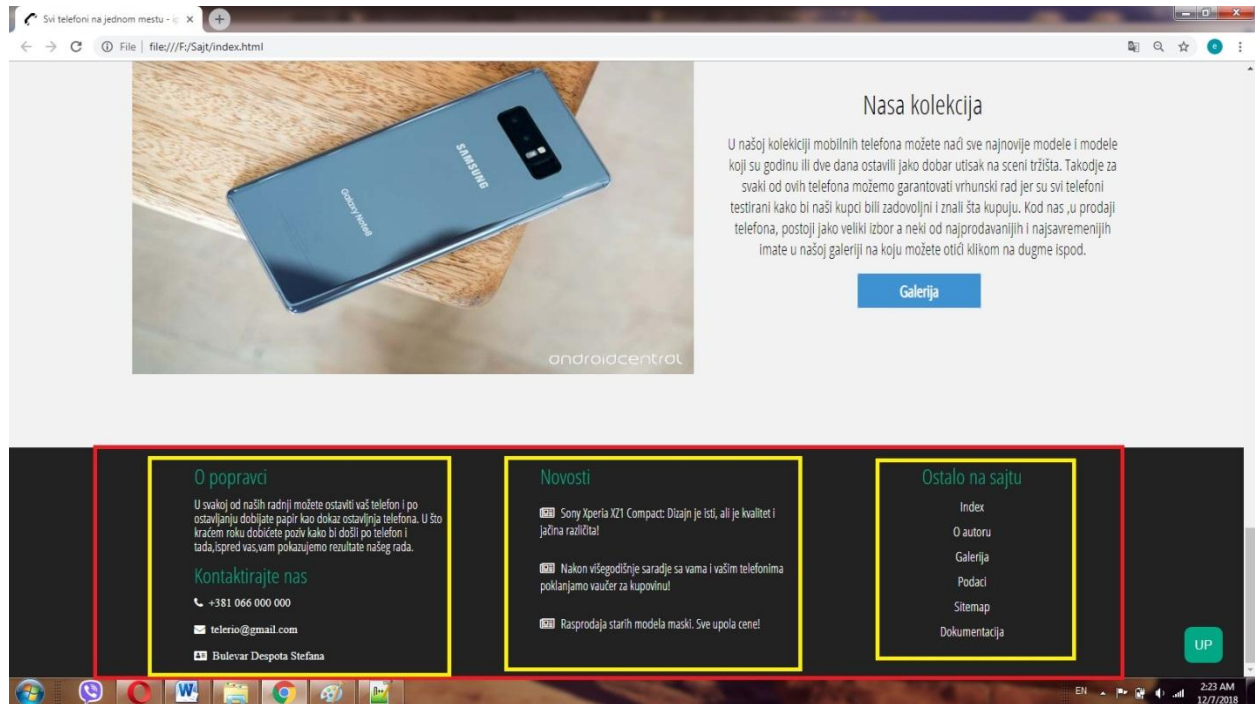 Svi telefoni na jednom mestu - i
File
file:///F:/Sajt/index.html
SAMSUNG
Galaxy Note8
androidcentral
Nasa kolekcija
U našoj kolekiciji mobilnih telefona možete naći sve najnovije modele i modele
koji su godinu ili dve dana ostavili jako dobar utisak na sceni tržišta. Takodje za
svaki od ovih telefona možemo garantovati vrhunski rad jer su svi telefoni
testirani kako bi naši kupci bili zadovoljni i znali šta kupuju. Kod nas ,u prodaji
telefona, postoji jako veliki izbor a neki od najprodavanijih i najsavremenijih
imate u našoj galeriji na koju možete otići klikom na dugme ispod.
Galerija
O popravci
U svakoj od naših radnji možete ostaviti vaš telefon i po
ostavljanju dobijate papir kao dokaz ostavljnja telefona. U što
kraćem roku dobićete poziv kako bi došli po telefon i
tada,ispred vas,vam pokazujemo rezultate našeg rada.
Kontaktirajte nas
+381 066 000 000
telerio@gmail.com
Bulevar Despota Stefana
Novosti
Sony Xperia XZ1 Compact: Dizajn je isti, ali je kvalitet i
jačina različita!
Nakon višegodišnje saradje sa vama i vašim telefonima
poklanjamo vaučer za kupovinu!
Rasprodaja starih modela maski. Sve upola cene!
Ostalo na sajtu
Index
O autoru
Galerija
Podaci
Sitemap
Dokumentacija
UP
EN
2:23 AM
12/7/2018